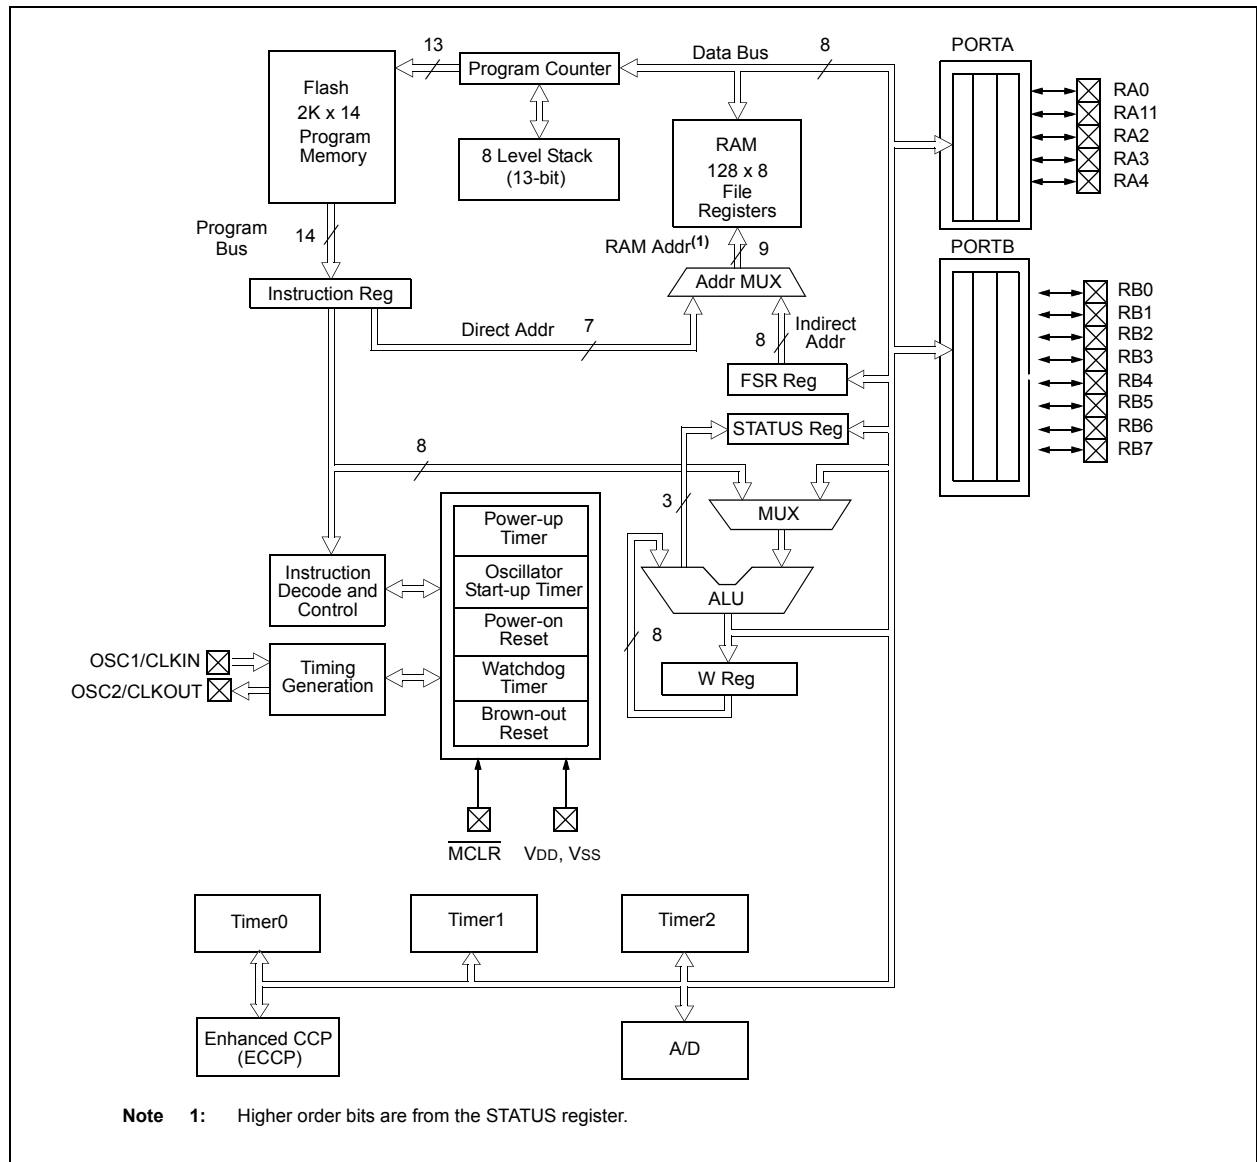 13
Data Bus
8
PORTA
Flash
2K x 14
Program
Memory
Program Counter
8 Level Stack
(13-bit)
RAM
128 x 8
File
Registers
RA0
RA11
RA2
RA3
RA4
Program
Bus
14
RAM Addr(1)
9
PORTB
Instruction Reg
Addr MUX
Direct Addr
7
8
Indirect
Addr
FSR Reg
STATUS Reg
RB0
RB1
RB2
RB3
RB4
RB5
RB6
RB7
8
3
MUX
Power-up
Timer
Oscillator
Start-up Timer
Power-on
Reset
Watchdog
Timer
Brown-out
Reset
Instruction
Decode and
Control
ALU
8
W Reg
OSC1/CLKIN
OSC2/CLKOUT
Timing
Generation
MCLR
VDD, VSS
Timer0
Timer1
Timer2
Enhanced CCP
(ECCP)
A/D
Note 1: Higher order bits are from the STATUS register.